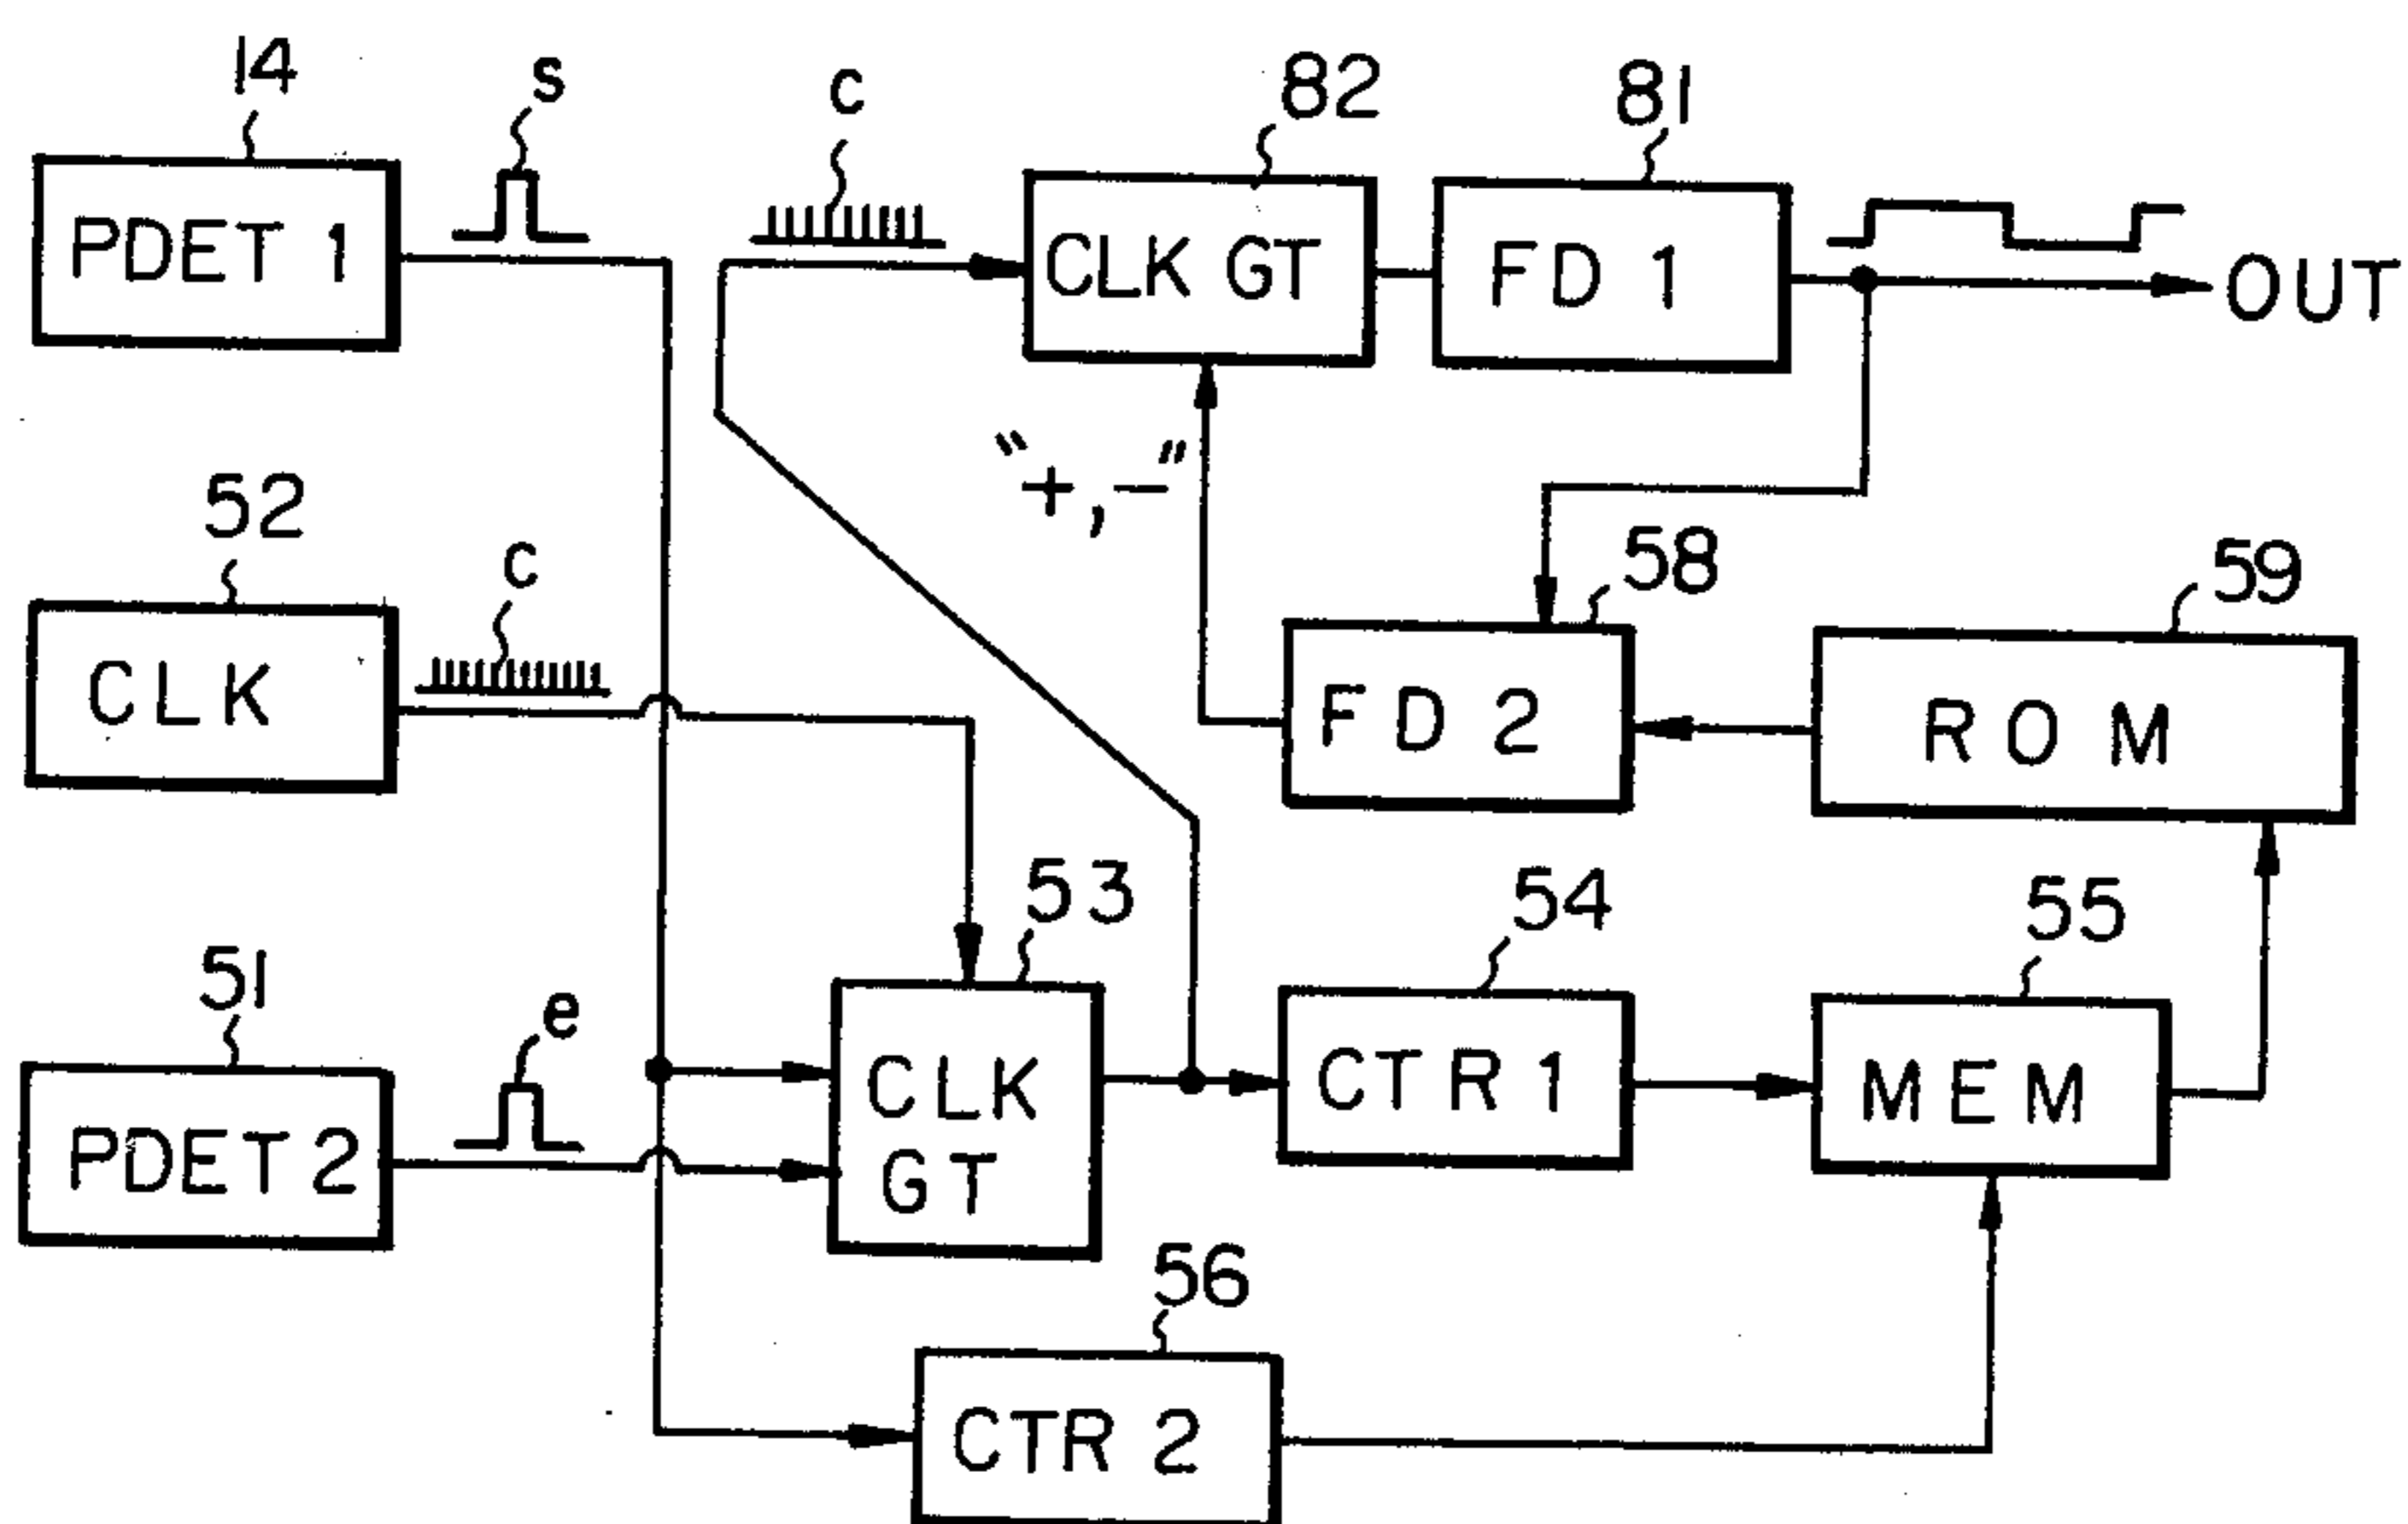 14
s
c
82
81
PDET 1
CLK GT
FD 1
OUT
"+,-"
52
c
58
59
CLK
FD 2
ROM
53
54
55
51
e
CLK
GT
CTR 1
MEM
PDET 2
56
CTR 2